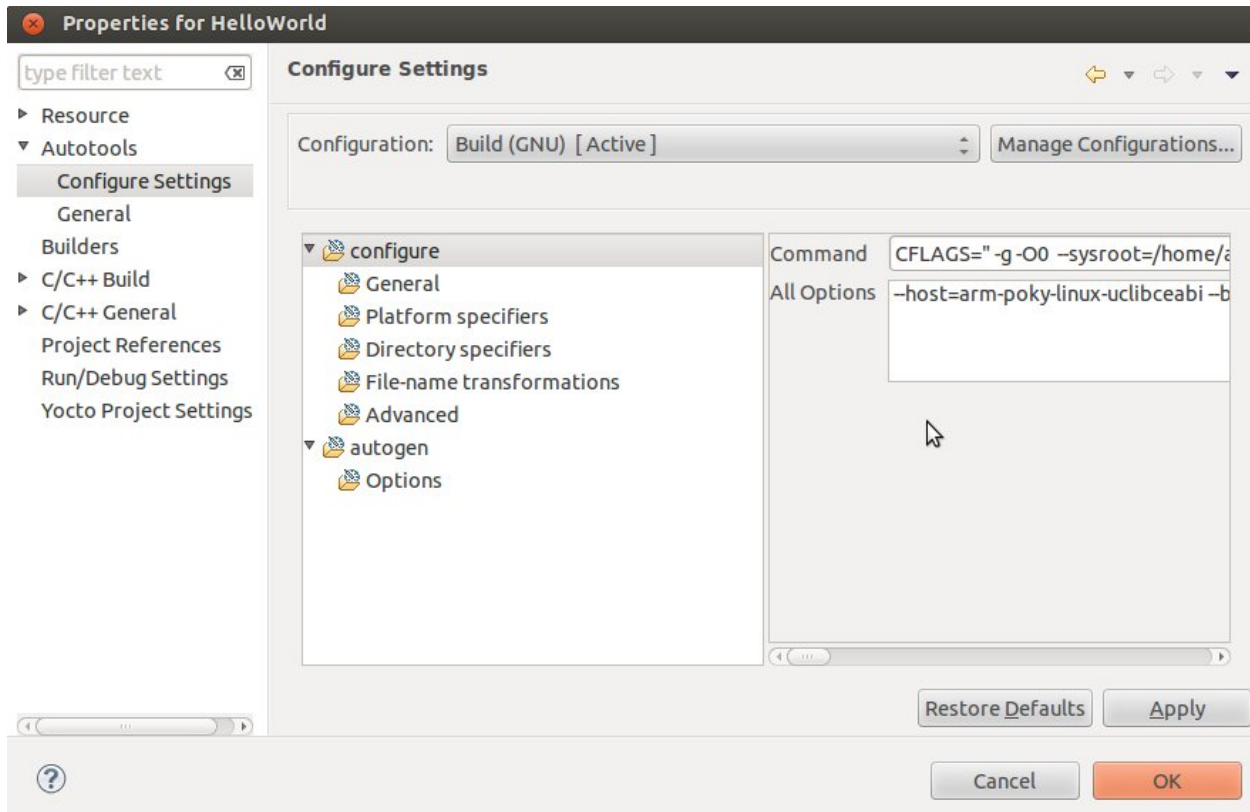 Properties for HelloWorld
type filter text
Resource
Autotools
Configure Settings
General
Builders
C/C++ Build
C/C++ General
Project References
Run/Debug Settings
Yocto Project Settings
Configure Settings
Configuration: Build (GNU) [ Active ] Manage Configurations...
configure
General
Platform specifiers
Directory specifiers
File-name transformations
Advanced
autogen
Options
Command CFLAGS=" -g -O0 --sysroot=/home/a
All Options --host=arm-poky-linux-uclibceabi --b
Restore Defaults Apply
Cancel OK